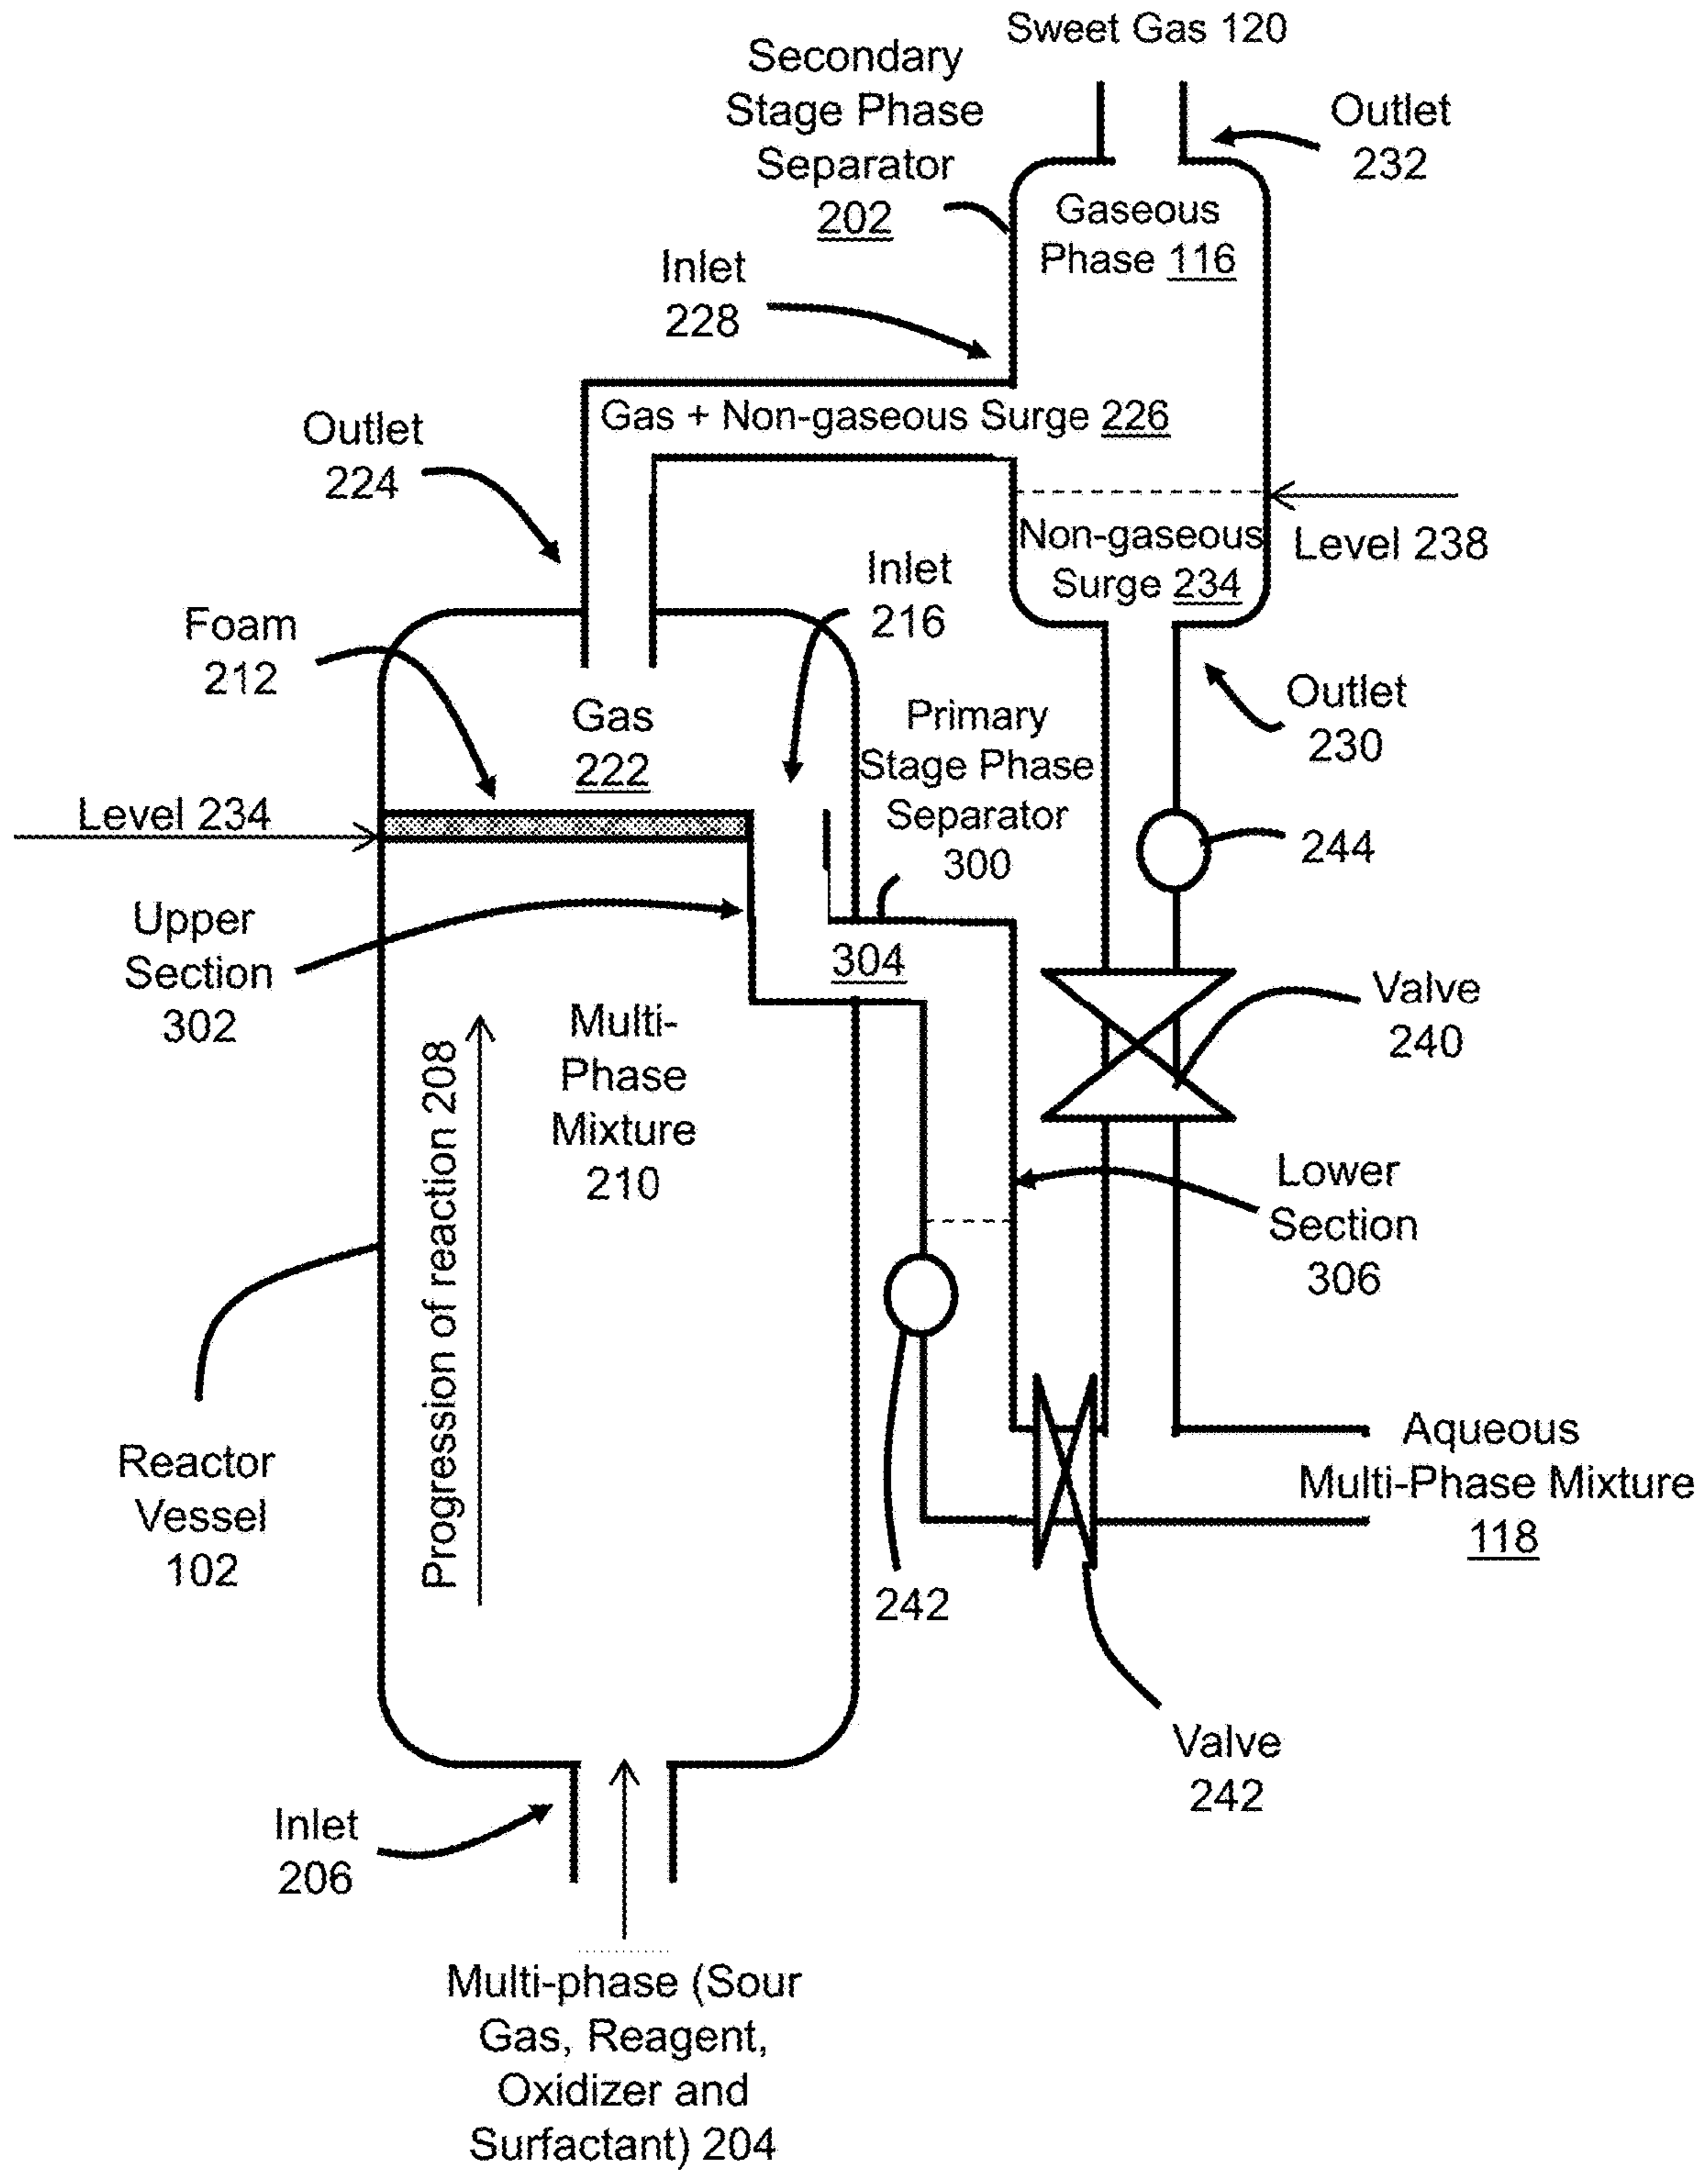 Sweet Gas 120
Secondary
Stage Phase
Separator
202
Outlet
232
Gaseous
Phase 116
Inlet
228
Gas + Non-gaseous Surge 226
Outlet
224
Level 238
Non-gaseous
Surge 234
Inlet
216
Foam
212
Outlet
230
Gas
222
Primary
Stage Phase
Separator
300
Level 234
244
Upper
Section
302
304
Valve
240
Multi-
Phase
Mixture
210
Progression of reaction 208
Lower
Section
306
Reactor
Vessel
102
Aqueous
Multi-Phase Mixture
118
242
Valve
242
Inlet
206
Multi-phase (Sour
Gas, Reagent,
Oxidizer and
Surfactant) 204